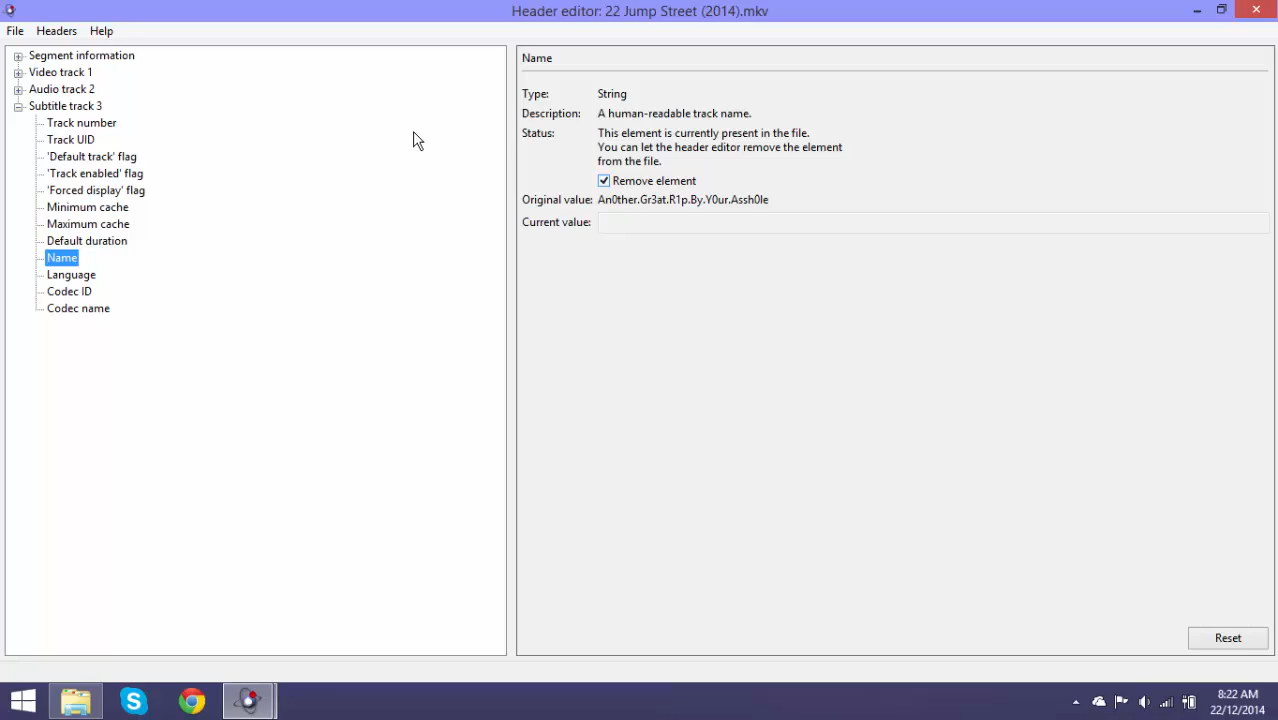 Header editor: 22 Jump Street (2014).mkv
File Headers Help
Segment information
Video track 1
Audio track 2
Subtitle track 3
Track number
Track UID
'Default track' flag
'Track enabled' flag
'Forced display' flag
Minimum cache
Maximum cache
Default duration
Name
Language
Codec ID
Codec name
Name
Type: String
Description: A human-readable track name.
Status: This element is currently present in the file.
You can let the header editor remove the element
from the file.
Remove element
Original value: An0ther.Gr3at.R1p.By.Y0ur.Assh0le
Current value:
Reset
8:22 AM
22/12/2014